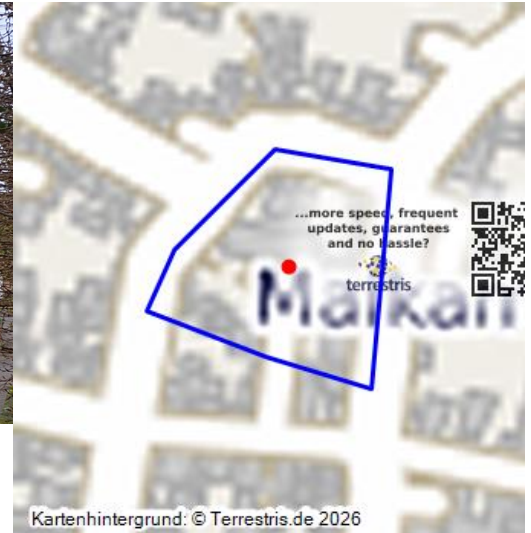 ...more speed, frequent
updates, guarantees
and no hassle?
terrestris
Kartenhintergrund: © Terrestris.de 2026